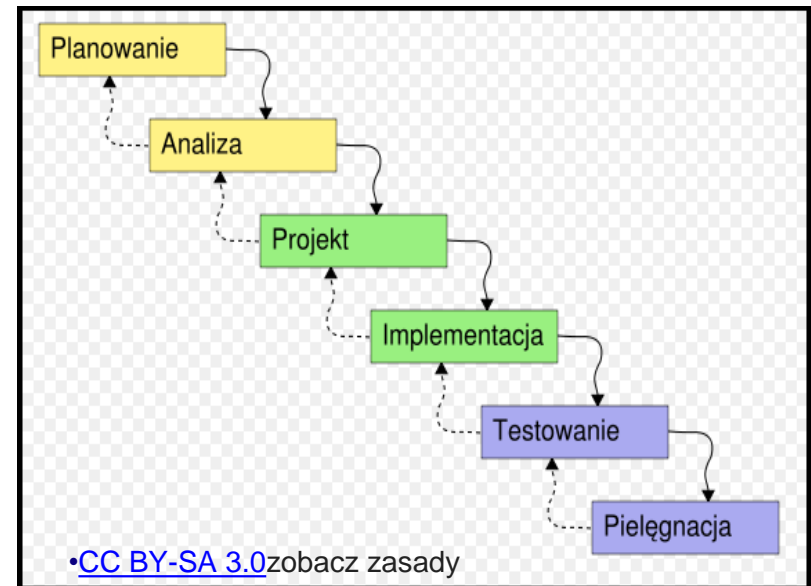 Planowanie
Analiza
Projekt
Implementacja
Testowanie
Pielęgnacja
•CC BY-SA 3.0zobacz zasady